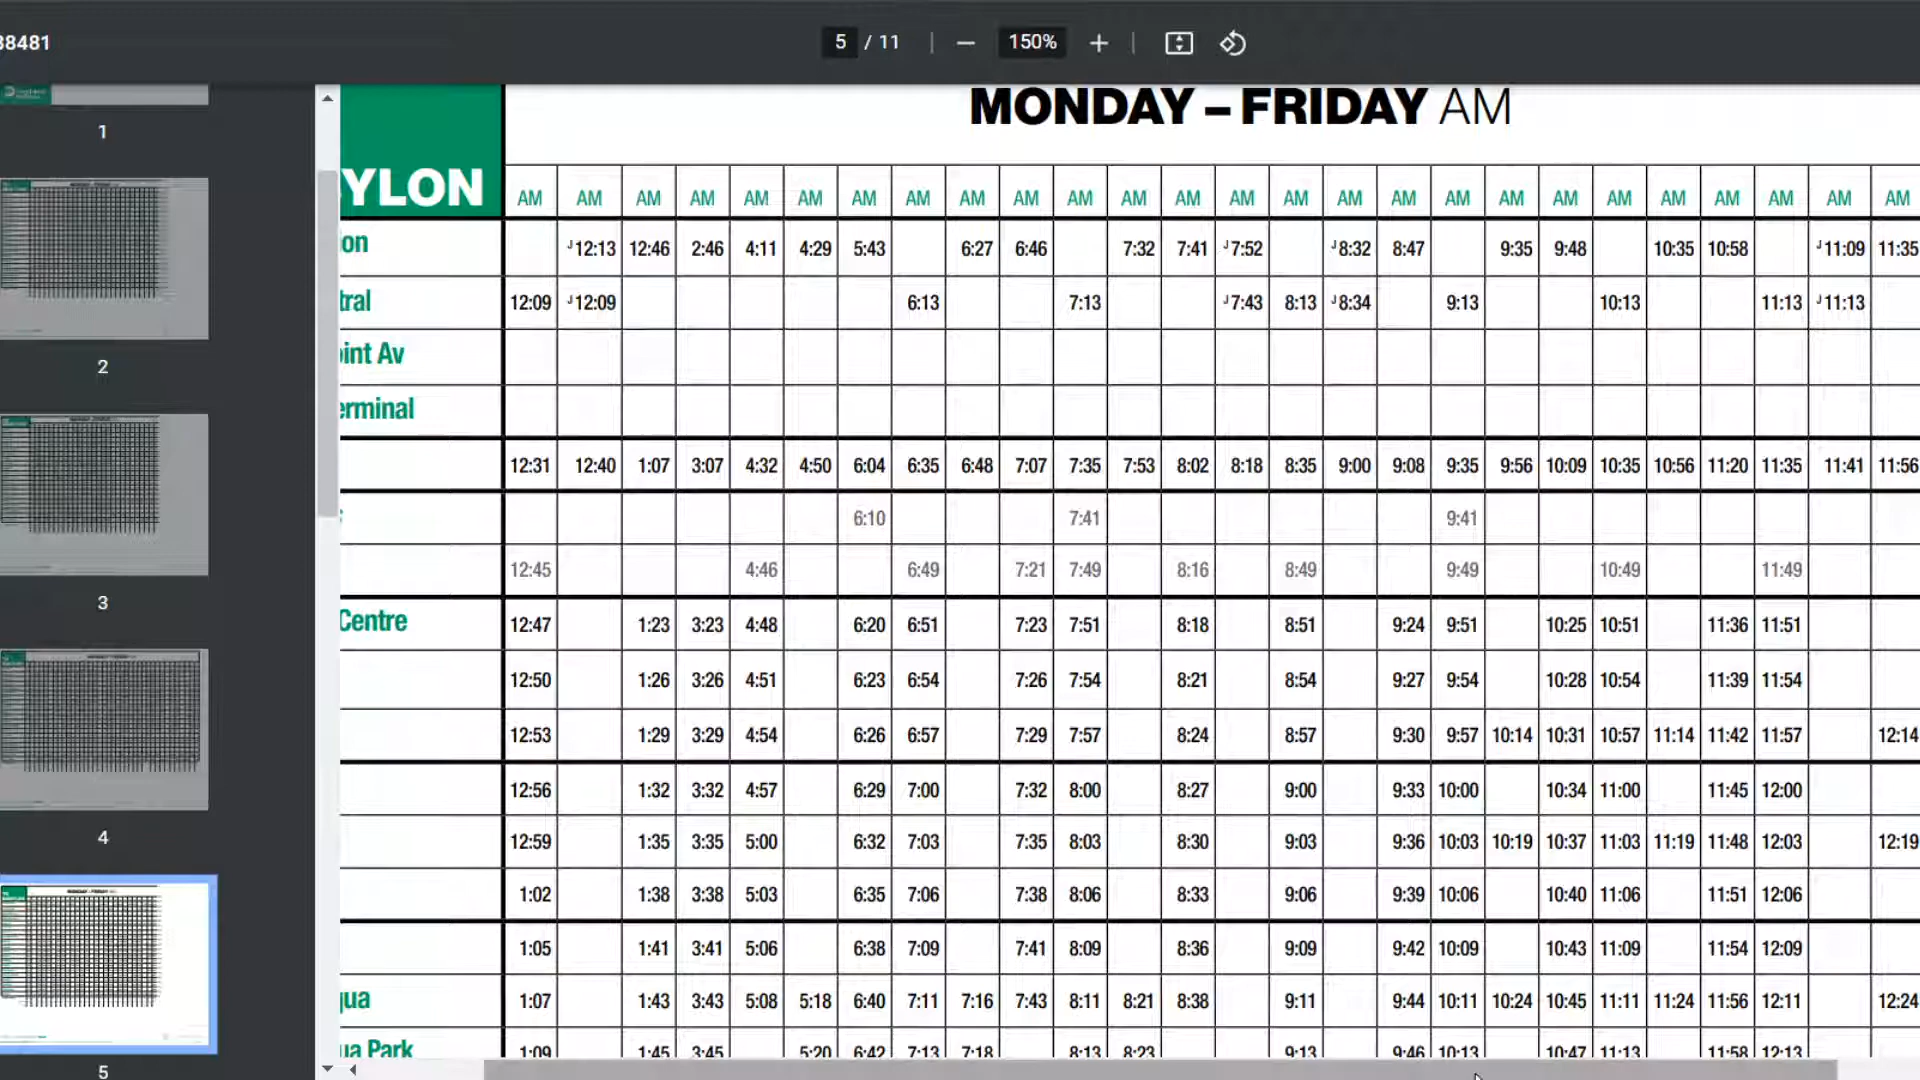 38481
5 / 11
150%
1
2
3
4
5
MONDAY – FRIDAY AM
YLON AM AM AM AM AM AM AM AM AM AM AM AM AM AM AM AM AM AM AM AM AM AM AM AM AM AM
on J12:13 12:46 2:46 4:11 4:29 5:43 6:27 6:46 7:32 7:41 J7:52 J8:32 8:47 9:35 9:48 10:35 10:58 J11:09 11:35
tral 12:09 J12:09 6:13 7:13 J7:43 8:13 J8:34 9:13 10:13 11:13 J11:13
oint Av
erminal
12:31 12:40 1:07 3:07 4:32 4:50 6:04 6:35 6:48 7:07 7:35 7:53 8:02 8:18 8:35 9:00 9:08 9:35 9:56 10:09 10:35 10:56 11:20 11:35 11:41 11:56
6:10 7:41 9:41
12:45 4:46 6:49 7:21 7:49 8:16 8:49 9:49 10:49 11:49
Centre 12:47 1:23 3:23 4:48 6:20 6:51 7:23 7:51 8:18 8:51 9:24 9:51 10:25 10:51 11:36 11:51
12:50 1:26 3:26 4:51 6:23 6:54 7:26 7:54 8:21 8:54 9:27 9:54 10:28 10:54 11:39 11:54
12:53 1:29 3:29 4:54 6:26 6:57 7:29 7:57 8:24 8:57 9:30 9:57 10:14 10:31 10:57 11:14 11:42 11:57 12:14
12:56 1:32 3:32 4:57 6:29 7:00 7:32 8:00 8:27 9:00 9:33 10:00 10:34 11:00 11:45 12:00
12:59 1:35 3:35 5:00 6:32 7:03 7:35 8:03 8:30 9:03 9:36 10:03 10:19 10:37 11:03 11:19 11:48 12:03 12:19
1:02 1:38 3:38 5:03 6:35 7:06 7:38 8:06 8:33 9:06 9:39 10:06 10:40 11:06 11:51 12:06
1:05 1:41 3:41 5:06 6:38 7:09 7:41 8:09 8:36 9:09 9:42 10:09 10:43 11:09 11:54 12:09
qua 1:07 1:43 3:43 5:08 5:18 6:40 7:11 7:16 7:43 8:11 8:21 8:38 9:11 9:44 10:11 10:24 10:45 11:11 11:24 11:56 12:11 12:24
ua Park 1:09 1:45 3:45 5:20 6:42 7:13 7:18 8:13 8:23 9:13 9:46 10:13 10:47 11:13 11:58 12:13